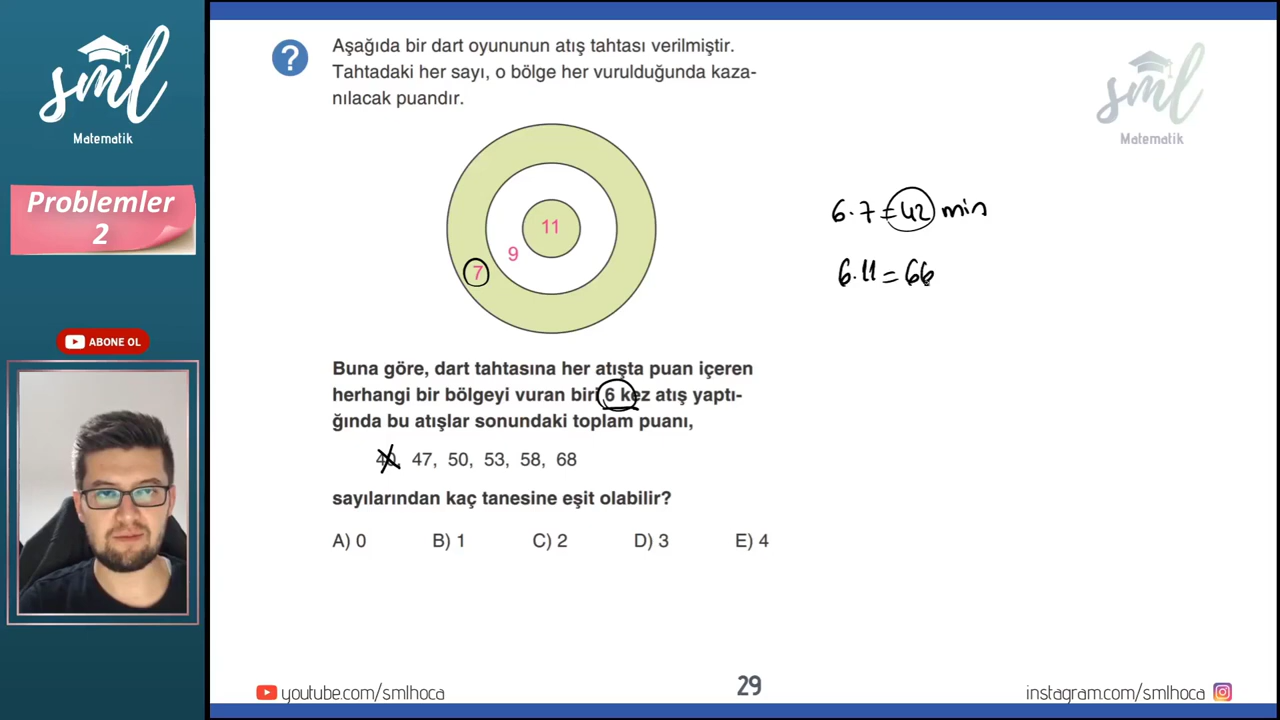 sml
Matematik
Problemler
2
ABONE OL
?
Aşağıda bir dart oyununun atış tahtası verilmiştir.
Tahtadaki her sayı, o bölge her vurulduğunda kaza-
nılacak puandır.
11
9
7
Buna göre, dart tahtasına her atışta puan içeren
herhangi bir bölgeyi vuran biri 6 kez atış yaptı-
ğında bu atışlar sonundaki toplam puanı,
40, 47, 50, 53, 58, 68
sayılarından kaç tanesine eşit olabilir?
A) 0 B) 1 C) 2 D) 3 E) 4
sml
Matematik
6.7=42 min
6.11=66
youtube.com/smlhoca
29
instagram.com/smlhoca